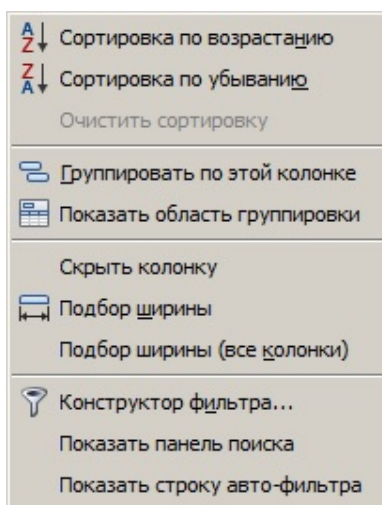 Сортировка по возрастанию
Сортировка по убыванию
Очистить сортировку
Группировать по этой колонке
Показать область группировки
Скрыть колонку
Подбор ширины
Подбор ширины (все колонки)
Конструктор фильтра...
Показать панель поиска
Показать строку авто-фильтра